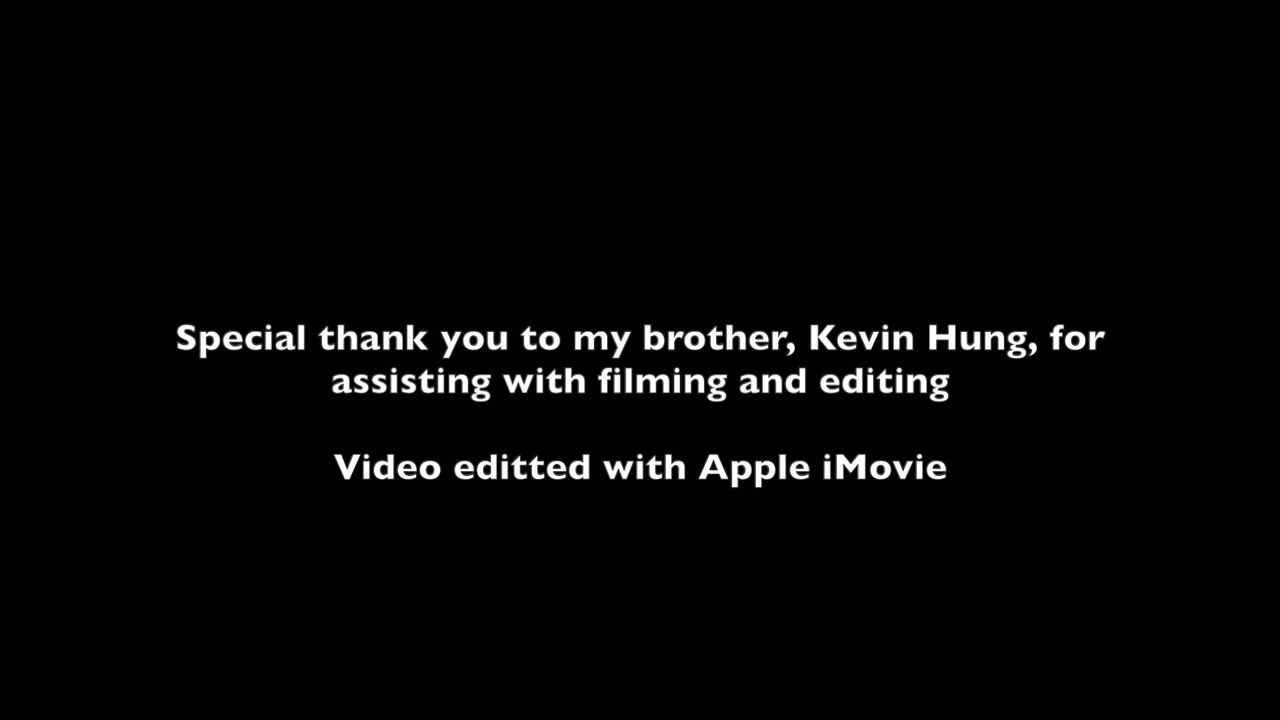 Special thank you to my brother, Kevin Hung, for
assisting with filming and editing
Video editted with Apple iMovie